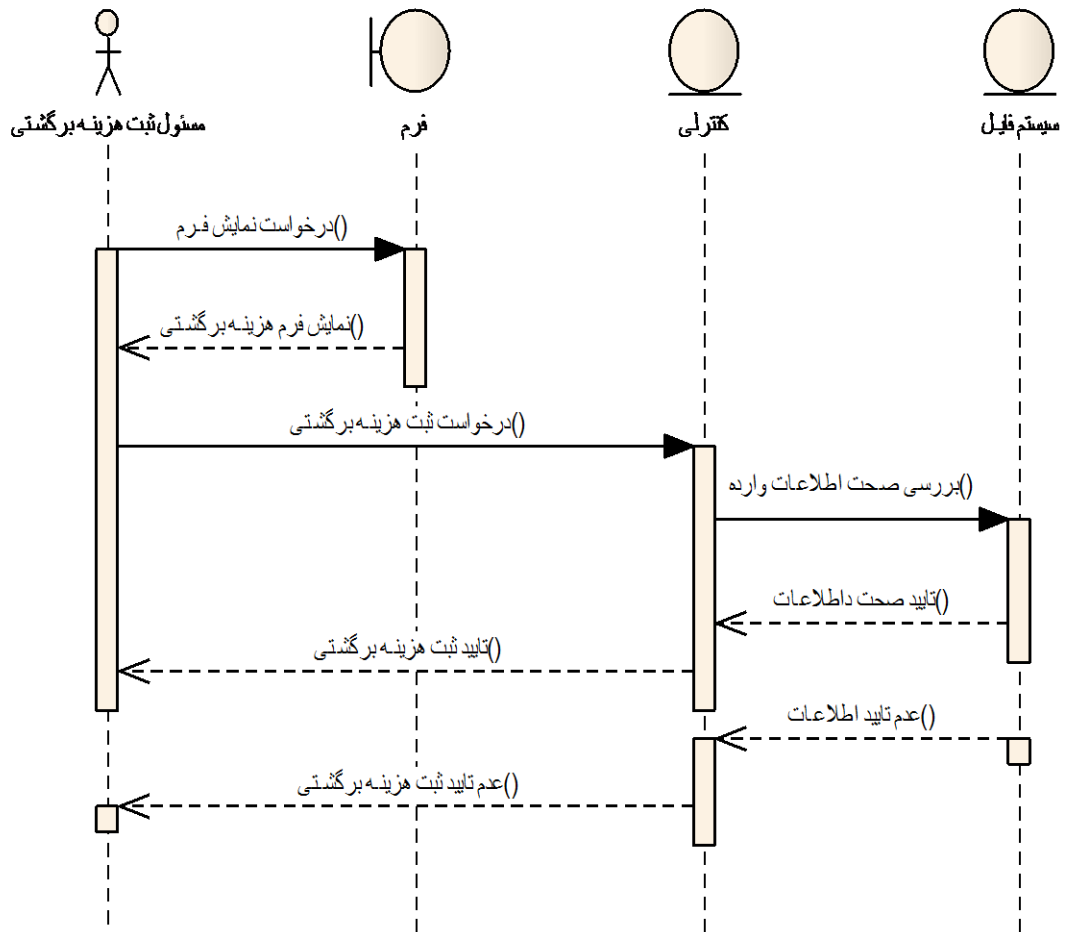 مسئول ثبت هزینه برگشتی
فرم
کنترلی
سیستم فایل
درخواست نمایش فرم()
نمایش فرم هزینه برگشتی()
درخواست ثبت هزینه برگشتی()
بررسی صحت اطلاعات وارده()
تایید صحت داطلاعات()
تایید ثبت هزینه برگشتی()
عدم تایید اطلاعات()
عدم تایید ثبت هزینه برگشتی()